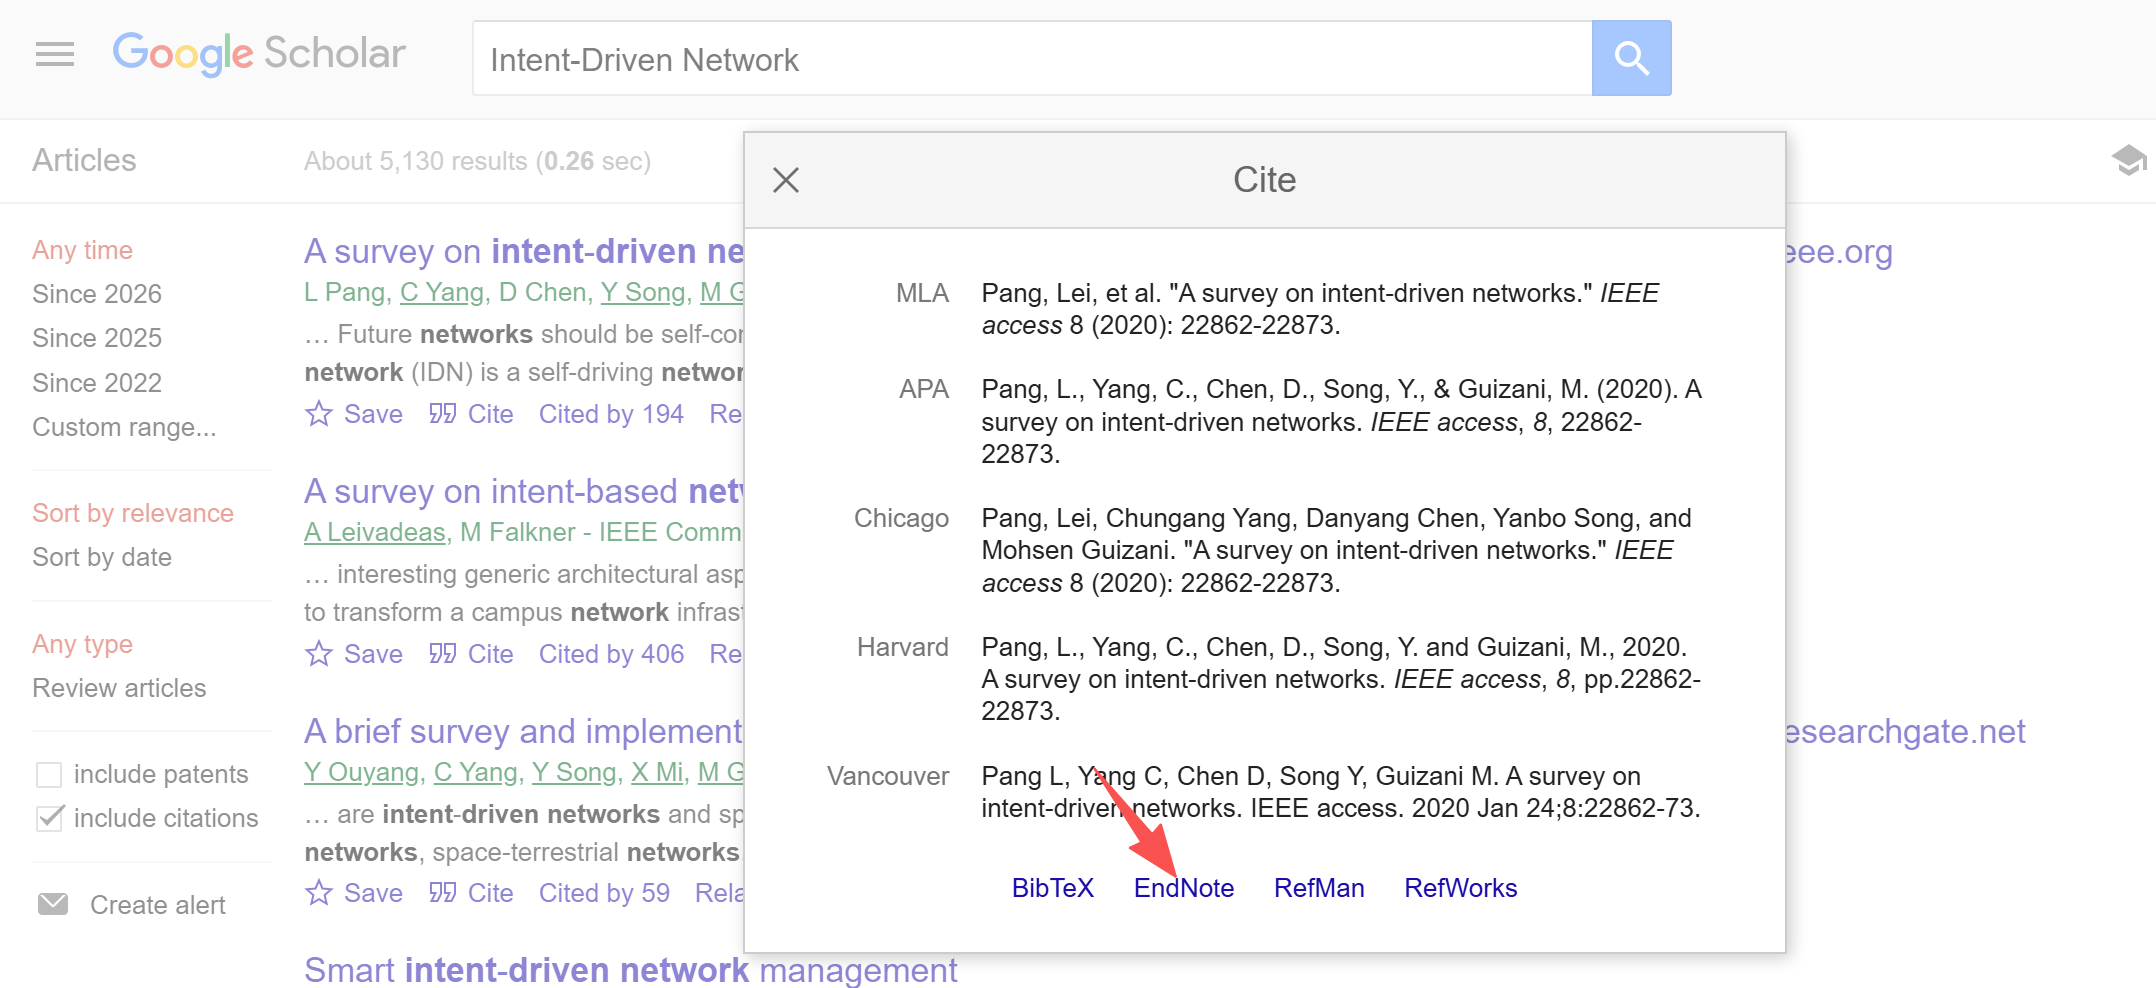 Google Scholar
Intent-Driven Network
Articles
About 5,130 results (0.26 sec)
Any time
Since 2026
Since 2025
Since 2022
Custom range...
Sort by relevance
Sort by date
Any type
Review articles
include patents
include citations
Create alert
A survey on intent-driven ne
L Pang, C Yang, D Chen, Y Song, M G
… Future networks should be self-cor
network (IDN) is a self-driving networ
Save Cite Cited by 194 Re
A survey on intent-based netw
A Leivadeas, M Falkner - IEEE Comm
… interesting generic architectural asp
to transform a campus network infrast
Save Cite Cited by 406 Re
A brief survey and implement
Y Ouyang, C Yang, Y Song, X Mi, M G
… are intent-driven networks and sp
networks, space-terrestrial networks.
Save Cite Cited by 59 Rela
Smart intent-driven network management
eee.org
esearchgate.net
Cite
MLA
Pang, Lei, et al. "A survey on intent-driven networks." IEEE
access 8 (2020): 22862-22873.
APA
Pang, L., Yang, C., Chen, D., Song, Y., & Guizani, M. (2020). A
survey on intent-driven networks. IEEE access, 8, 22862-
22873.
Chicago
Pang, Lei, Chungang Yang, Danyang Chen, Yanbo Song, and
Mohsen Guizani. "A survey on intent-driven networks." IEEE
access 8 (2020): 22862-22873.
Harvard
Pang, L., Yang, C., Chen, D., Song, Y. and Guizani, M., 2020.
A survey on intent-driven networks. IEEE access, 8, pp.22862-
22873.
Vancouver
Pang L, Yang C, Chen D, Song Y, Guizani M. A survey on
intent-driven networks. IEEE access. 2020 Jan 24;8:22862-73.
BibTeX EndNote RefMan RefWorks